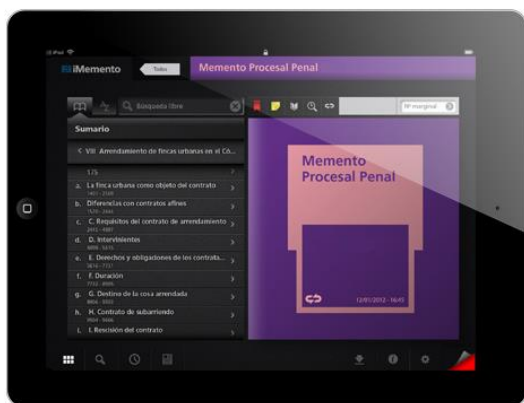 iPad
iMemento
Todos
Memento Procesal Penal
Búsqueda libre
Nº marginal
Sumario
VIII Arrendamiento de fincas urbanas en el Có...
175
a. La finca urbana como objeto del contrato
b. Diferencias con contratos afines
c. C. Requisitos del contrato de arrendamiento
d. D. Intervinientes
e. E. Derechos y obligaciones de los contrata...
f. F. Duración
g. G. Destino de la cosa arrendada
h. H. Contrato de subarriendo
i. I. Rescisión del contrato
Memento
Procesal Penal
12/01/2012 - 16:45